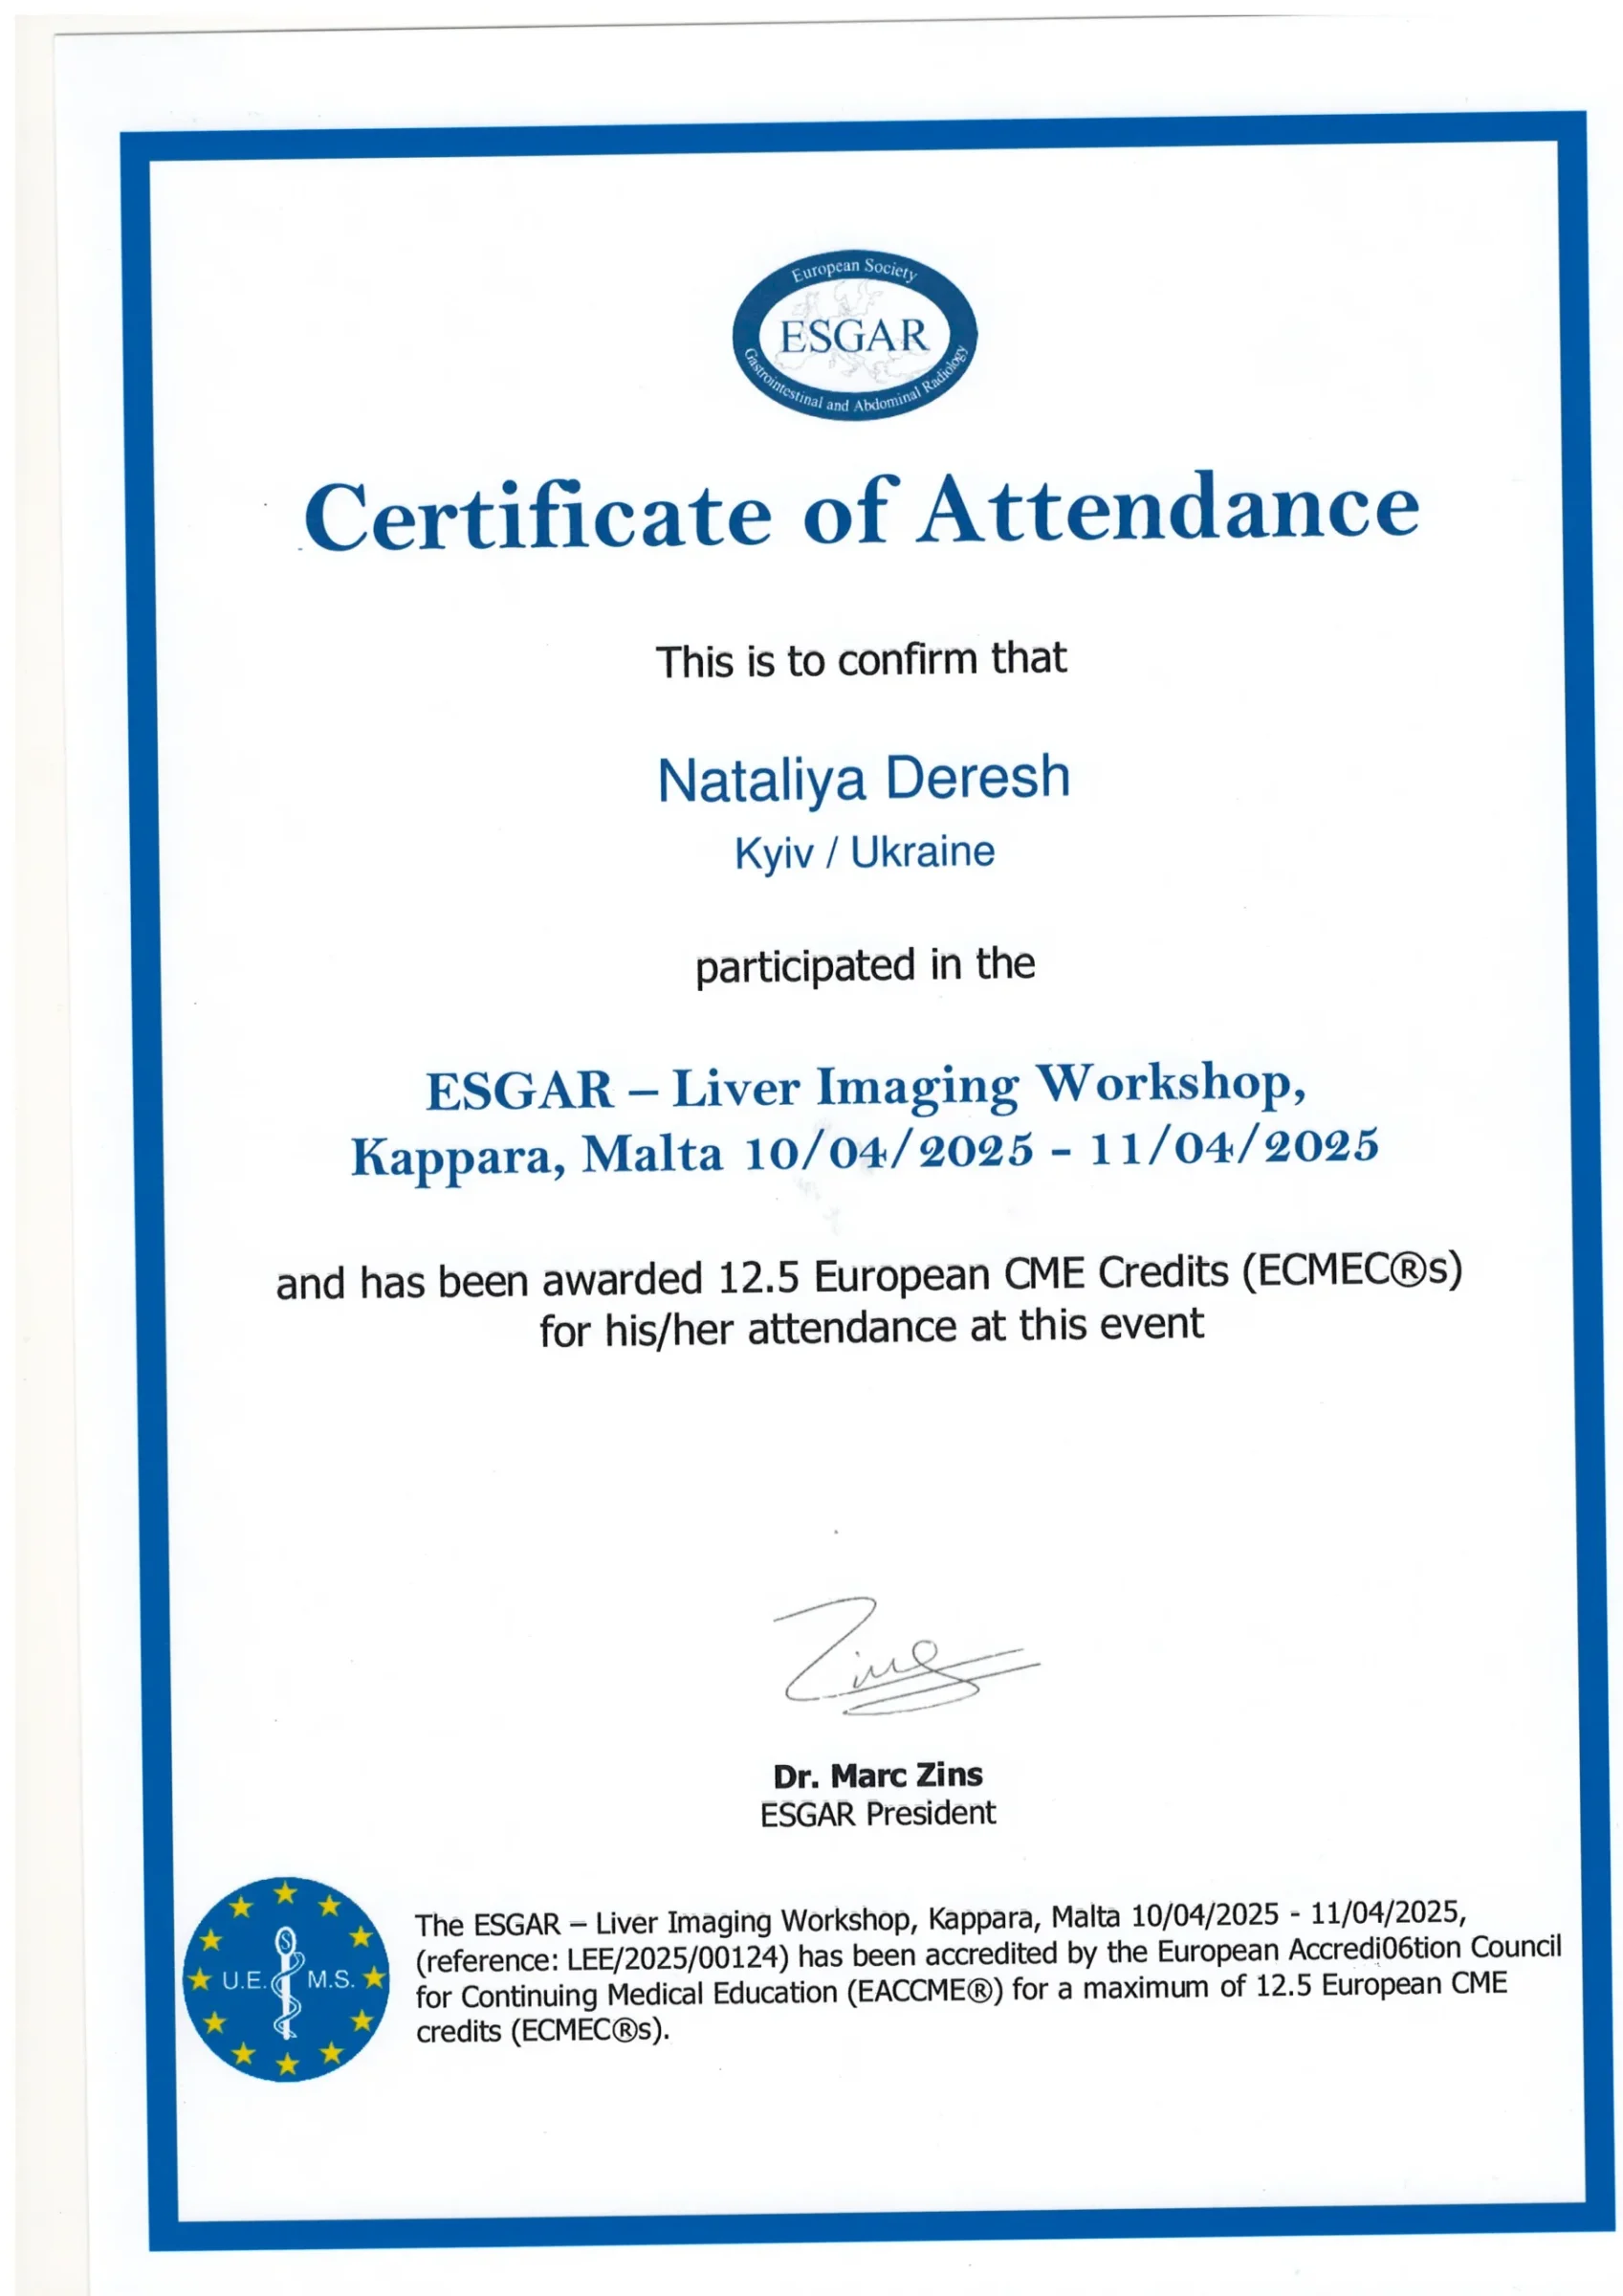 European Society
ESGAR
Gastrointestinal and Abdominal Radiology
Certificate of Attendance
This is to confirm that
Nataliya Deresh
Kyiv / Ukraine
participated in the
ESGAR – Liver Imaging Workshop,
Kappara, Malta 10/04/2025 - 11/04/2025
and has been awarded 12.5 European CME Credits (ECMEC®s)
for his/her attendance at this event
Zins
Dr. Marc Zins
ESGAR President
U.E. M.S.
The ESGAR – Liver Imaging Workshop, Kappara, Malta 10/04/2025 - 11/04/2025,
(reference: LEE/2025/00124) has been accredited by the European Accredi06tion Council
for Continuing Medical Education (EACCME®) for a maximum of 12.5 European CME
credits (ECMEC®s).